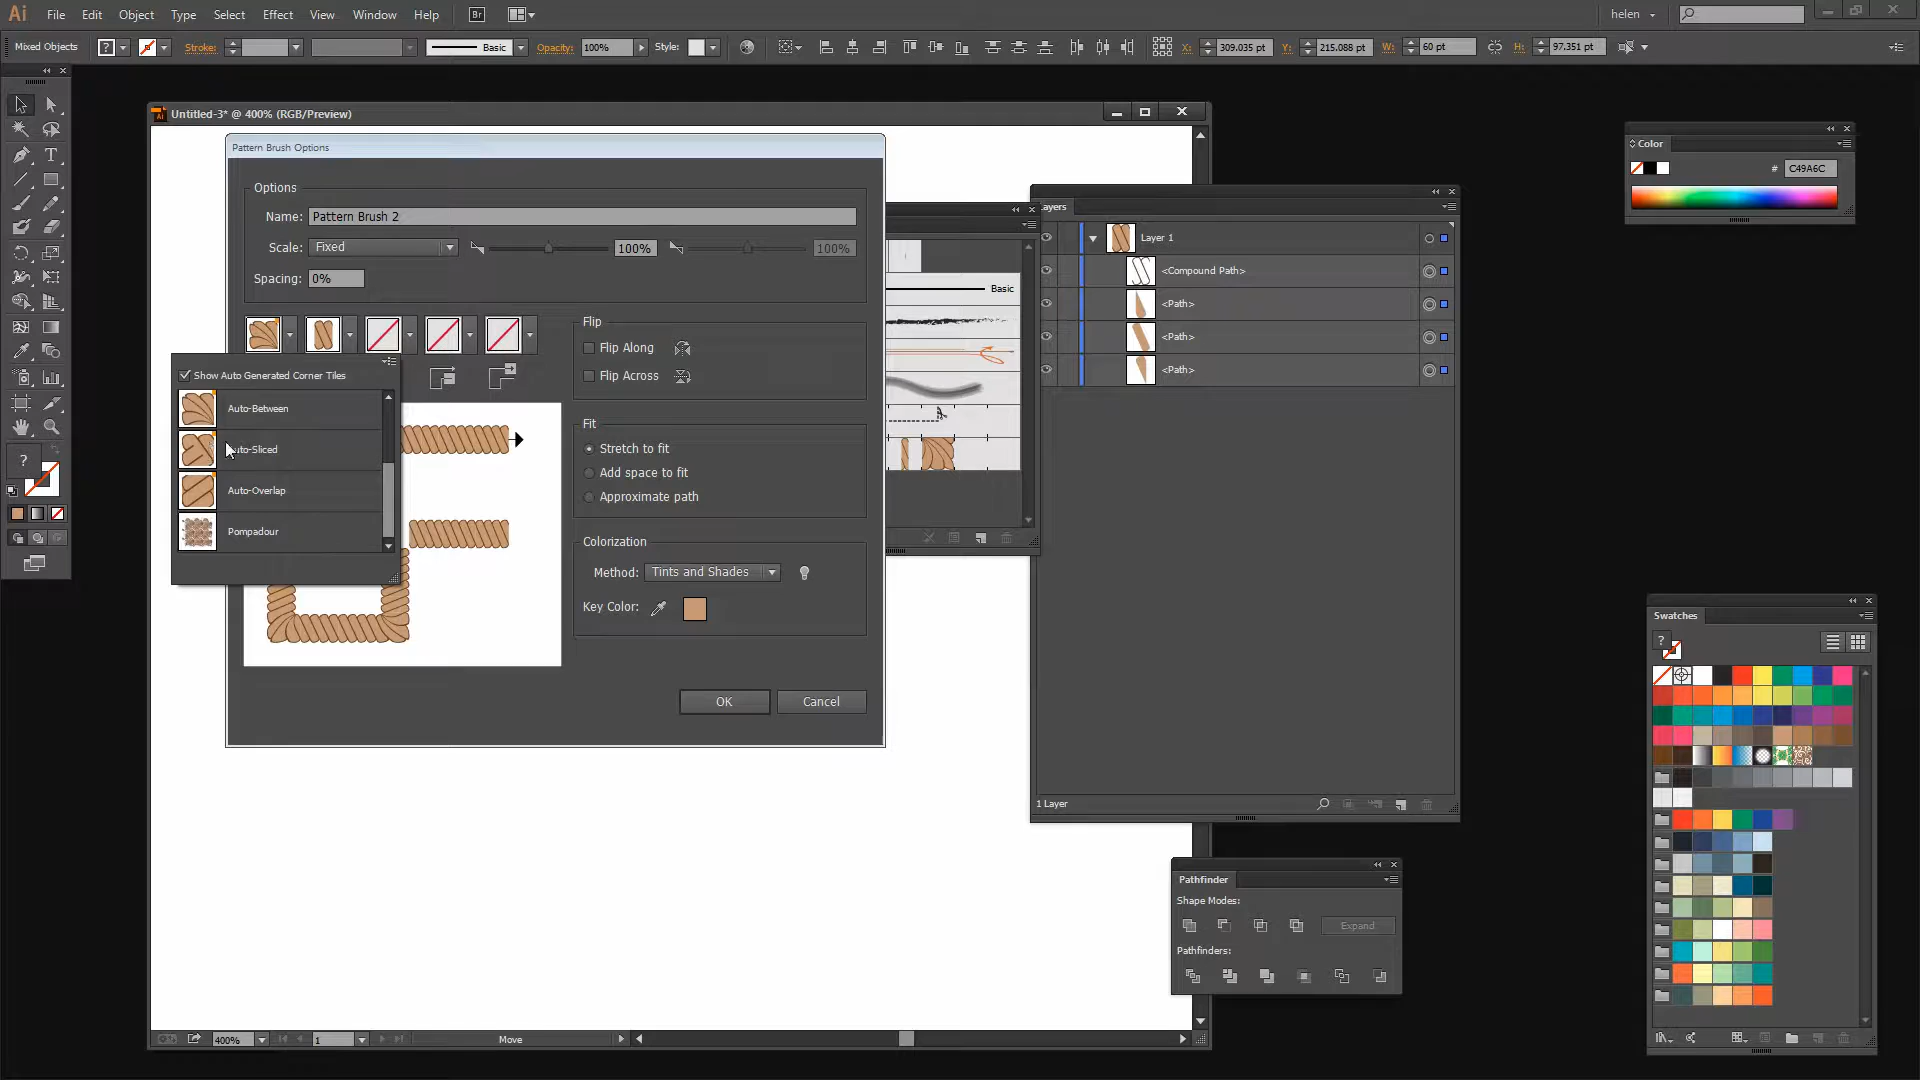 Ai File Edit Object Type Select Effect View Window Help Br helen
Mixed Objects ? Stroke: Basic Opacity: 100% Style: X: 309.035 pt Y: 215.088 pt W: 60 pt H: 97.351 pt
Untitled-3* @ 400% (RGB/Preview)
Pattern Brush Options
Options
Name: Pattern Brush 2
Scale: Fixed 100% 100%
Spacing: 0%
Show Auto Generated Corner Tiles
Auto-Between
to-Sliced
Auto-Overlap
Pompadour
Flip
Flip Along
Flip Across
Fit
Stretch to fit
Add space to fit
Approximate path
Colorization
Method: Tints and Shades
Key Color:
OK Cancel
Basic
ayers
Layer 1
<Compound Path>
<Path>
<Path>
<Path>
1 Layer
Color
# C49A6C
Swatches
?
Pathfinder
Shape Modes:
Expand
Pathfinders:
T
?
400% 1 Move